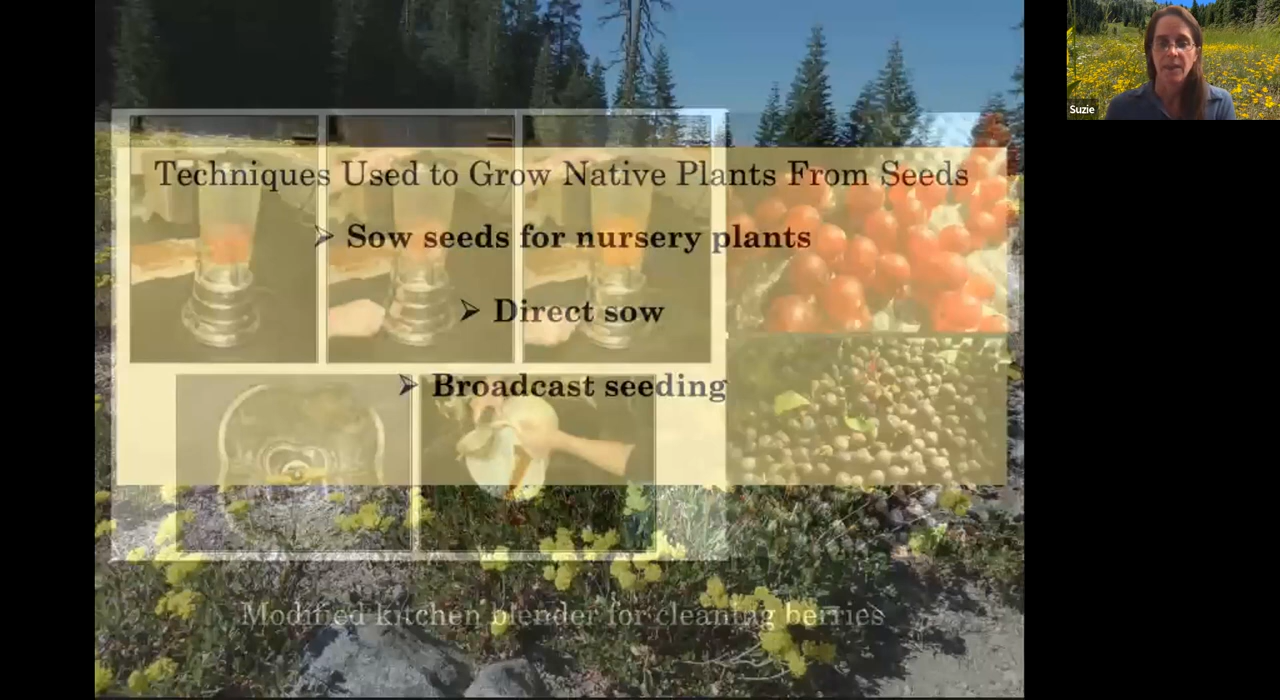 Techniques Used to Grow Native Plants From Seeds
➢ Sow seeds for nursery plants
➢ Direct sow
➢ Broadcast seeding
Modified kitchen blender for cleaning berries
Suzie